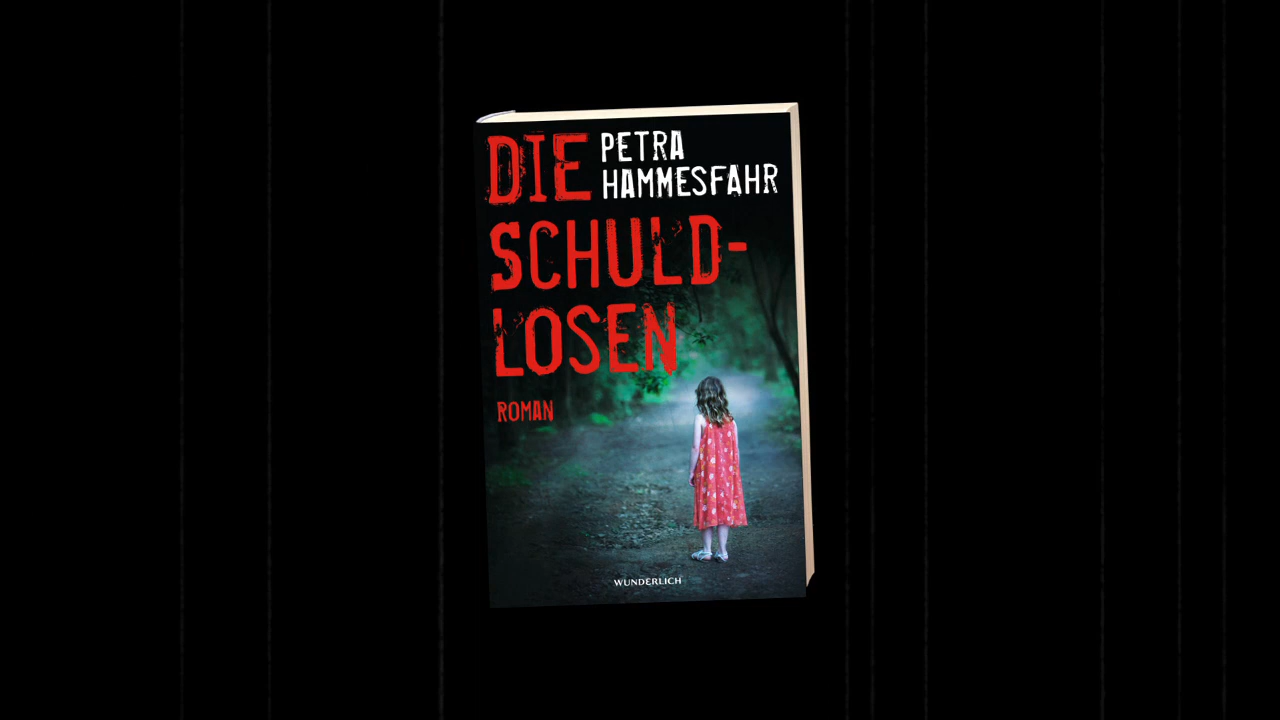 DIE
PETRA
HAMMESFAHR
SCHULD-
LOSEN
ROMAN
WUNDERLICH